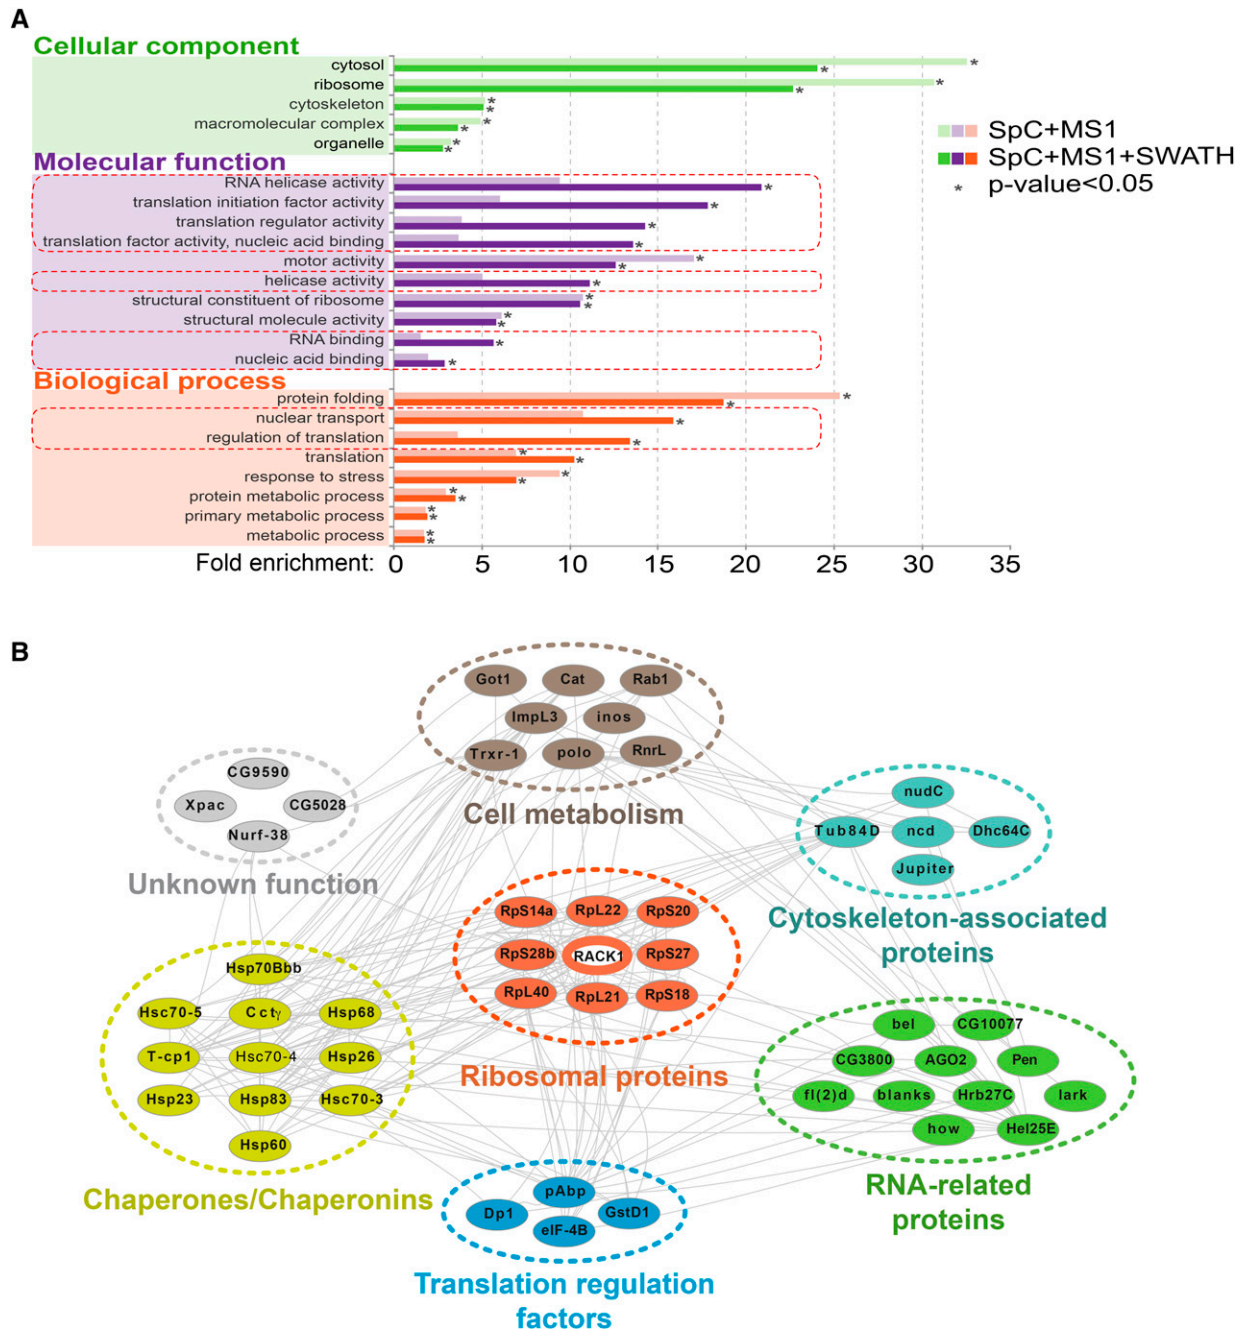 A
Cellular component
cytosol
*
*
ribosome
*
*
cytoskeleton
*
*
macromolecular complex
*
*
organelle
*
*
SpC+MS1
SpC+MS1+SWATH
* p-value<0.05
Molecular function
RNA helicase activity
*
translation initiation factor activity
*
translation regulator activity
*
translation factor activity, nucleic acid binding
*
motor activity
*
*
helicase activity
*
structural constituent of ribosome
*
*
structural molecule activity
*
*
RNA binding
*
nucleic acid binding
*
Biological process
protein folding
*
*
nuclear transport
*
regulation of translation
*
translation
*
*
response to stress
*
*
protein metabolic process
*
*
primary metabolic process
*
*
metabolic process
*
*
Fold enrichment: 0 5 10 15 20 25 30 35
B
Got1 Cat Rab1
ImpL3 inos
Trxr-1 polo RnrL
Cell metabolism
CG9590
Xpac CG5028
Nurf-38
Unknown function
nudC
Tub84D ncd Dhc64C
Jupiter
Cytoskeleton-associated
proteins
RpS14a RpL22 RpS20
RpS28b RACK1 RpS27
RpL40 RpL21 RpS18
Ribosomal proteins
Hsp70Bbb
Hsc70-5 Cctγ Hsp68
T-cp1 Hsc70-4 Hsp26
Hsp23 Hsp83 Hsc70-3
Hsp60
Chaperones/Chaperonins
bel CG10077
CG3800 AGO2 Pen
fl(2)d blanks Hrb27C lark
how Hel25E
RNA-related
proteins
pAbp
Dp1 GstD1
eIF-4B
Translation regulation
factors